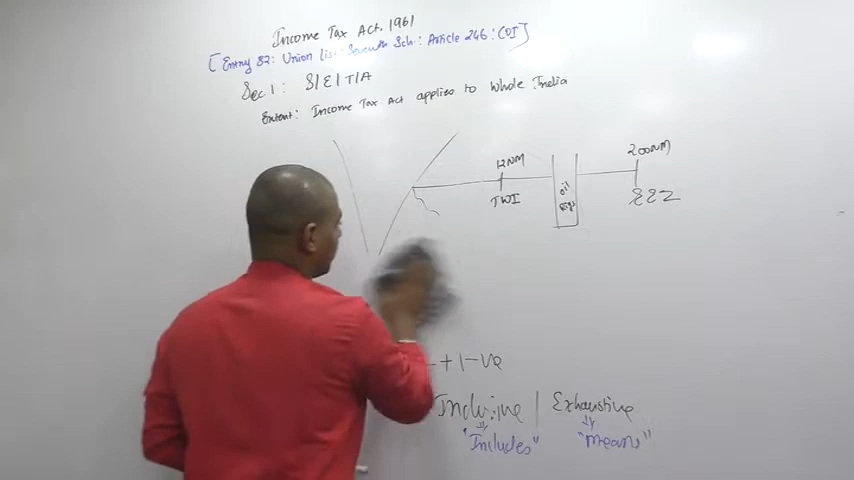 Income Tax Act, 1961
[Entry 82: Union List: Seventh Sch: Article 246: COI]
Sec 1: S|E|T|A
Extent: Income Tax Act applies to Whole India
12NM
200NM
TWI
Oil
Rigs
EEZ
+ | -ve
Inclusive | Exhaustive
"Includes" "Means"